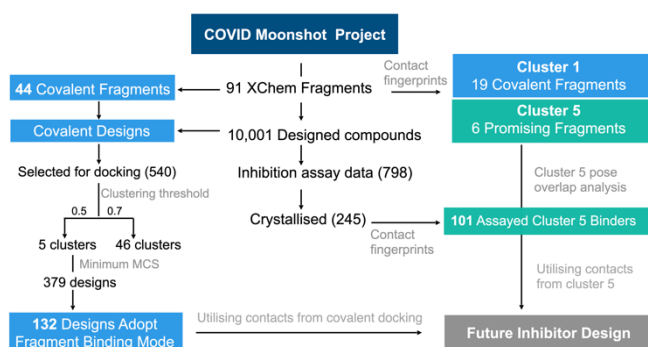 COVID Moonshot Project
44 Covalent Fragments
91 XChem Fragments
Contact
fingerprints
Cluster 1
19 Covalent Fragments
Cluster 5
6 Promising Fragments
Covalent Designs
10,001 Designed compounds
Selected for docking (540)
Inhibition assay data (798)
Cluster 5 pose
overlap analysis
Clustering threshold
0.5
0.7
5 clusters
46 clusters
Crystallised (245)
Contact
fingerprints
101 Assayed Cluster 5 Binders
Minimum MCS
379 designs
Utilising contacts
from cluster 5
132 Designs Adopt
Fragment Binding Mode
Utilising contacts from covalent docking
Future Inhibitor Design